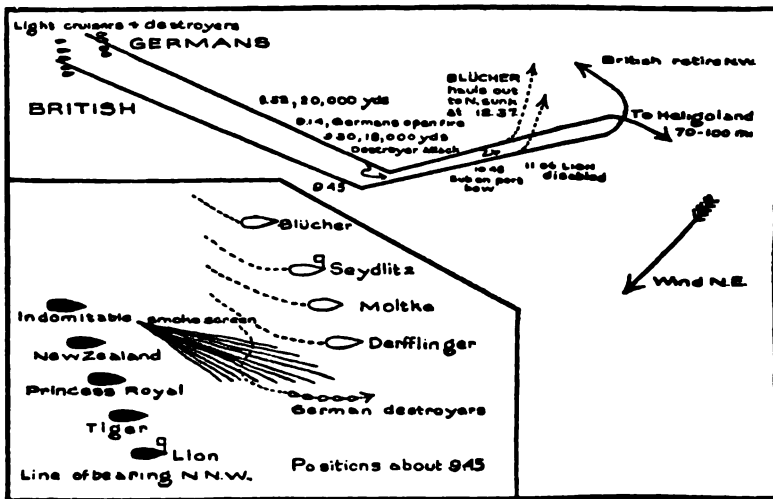 Light cruisers + destroyers
GERMANS
BRITISH
8.52, 20,000 yds
9.14, Germans open fire
9.30, 18,000 yds
Destroyer Attack
9.45
BLÜCHER
hauls out
to N. sunk
at 12.37
10.48
Sub on port
bow
11 04 Lion
disabled
British retire N.W.
To Heligoland
70-100 mi
Wind N.E.
Blücher
Seydlitz
Moltke
Derfflinger
German destroyers
smoke screen
Indomitable
New Zealand
Princess Royal
Tiger
Lion
Line of bearing N N.W.
Positions about 9.45